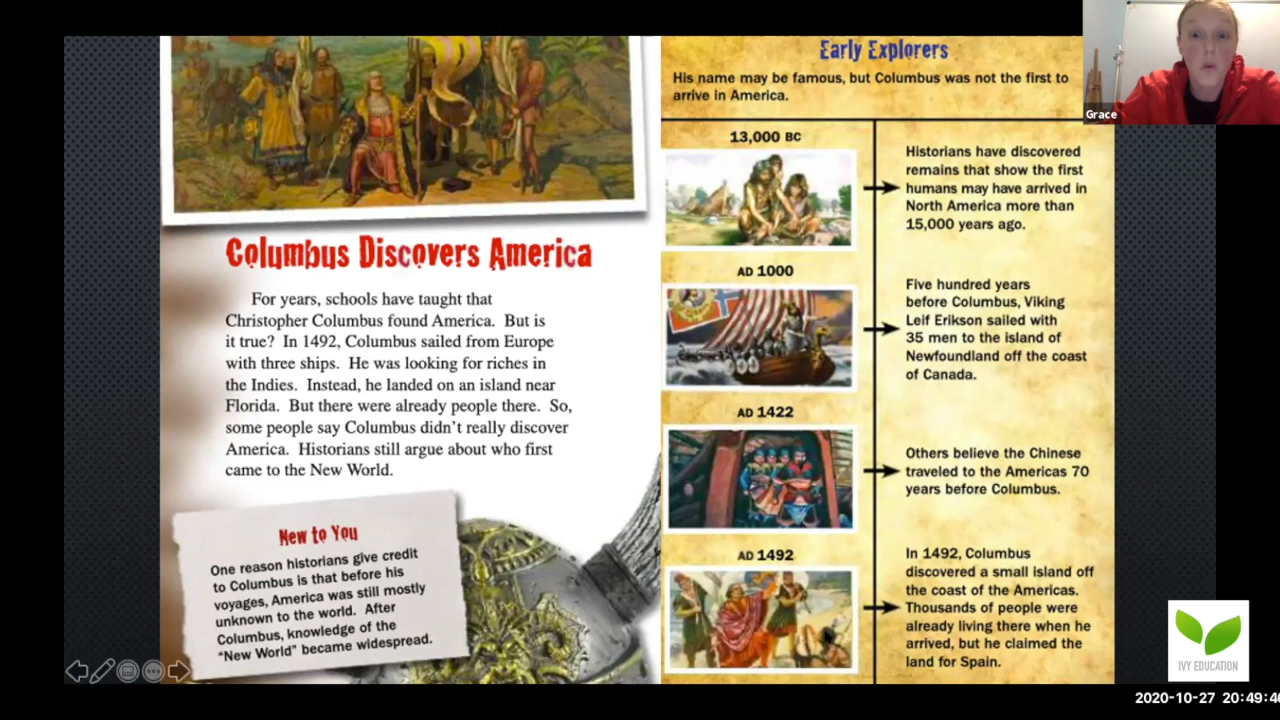 Columbus Discovers America
For years, schools have taught that
Christopher Columbus found America. But is
it true? In 1492, Columbus sailed from Europe
with three ships. He was looking for riches in
the Indies. Instead, he landed on an island near
Florida. But there were already people there. So,
some people say Columbus didn't really discover
America. Historians still argue about who first
came to the New World.
New to You
One reason historians give credit
to Columbus is that before his
voyages, America was still mostly
unknown to the world. After
Columbus, knowledge of the
"New World" became widespread.
Early Explorers
His name may be famous, but Columbus was not the first to
arrive in America.
13,000 BC
Historians have discovered
remains that show the first
humans may have arrived in
North America more than
15,000 years ago.
AD 1000
Five hundred years
before Columbus, Viking
Leif Erikson sailed with
35 men to the island of
Newfoundland off the coast
of Canada.
AD 1422
Others believe the Chinese
traveled to the Americas 70
years before Columbus.
AD 1492
In 1492, Columbus
discovered a small island off
the coast of the Americas.
Thousands of people were
already living there when he
arrived, but he claimed the
land for Spain.
Grace
IVY EDUCATION
2020-10-27 20:49:4